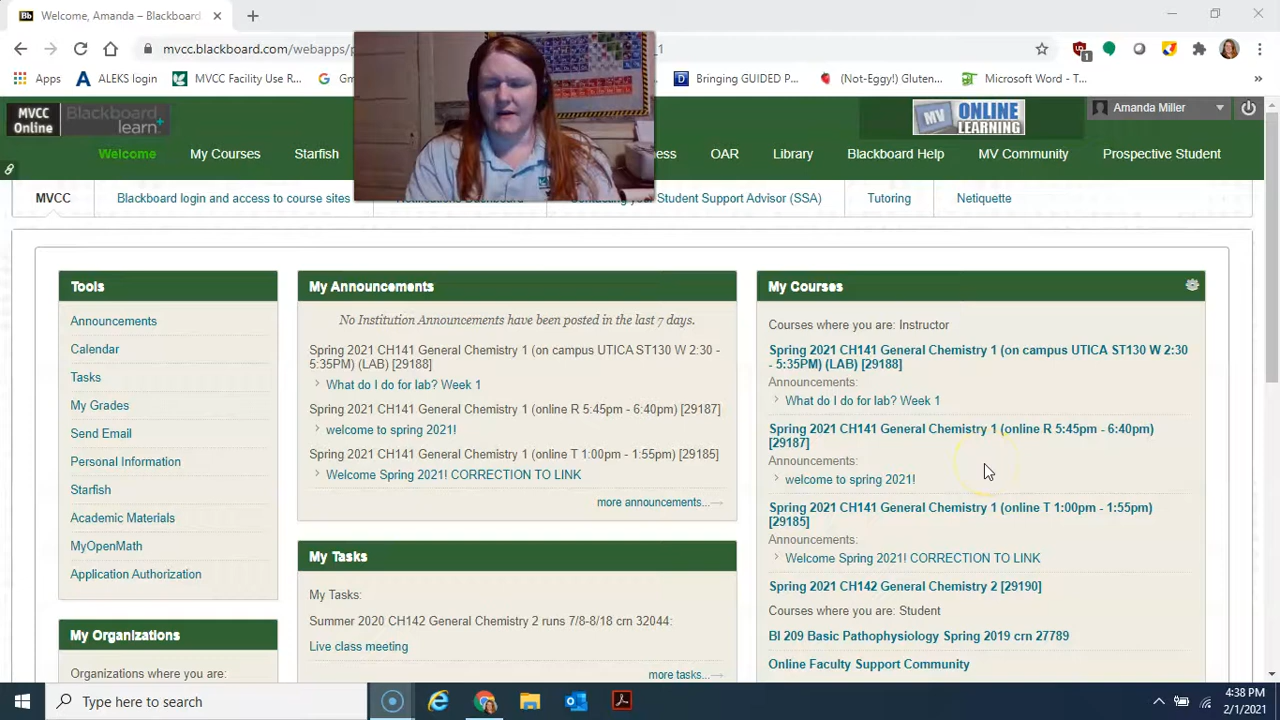 Welcome, Amanda – Blackboard
mvcc.blackboard.com/webapps/p
_1
Apps
ALEKS login
MVCC Facility Use R...
Bringing GUIDED P...
(Not-Eggy!) Gluten...
Microsoft Word - T...
MVCC Online
Blackboard learn+
MV ONLINE LEARNING
Amanda Miller
Welcome
My Courses
Starfish
OAR
Library
Blackboard Help
MV Community
Prospective Student
MVCC
Blackboard login and access to course sites
Student Support Advisor (SSA)
Tutoring
Netiquette
Tools
Announcements
Calendar
Tasks
My Grades
Send Email
Personal Information
Starfish
Academic Materials
MyOpenMath
Application Authorization
My Organizations
Organizations where you are:
My Announcements
No Institution Announcements have been posted in the last 7 days.
Spring 2021 CH141 General Chemistry 1 (on campus UTICA ST130 W 2:30 -
5:35PM) (LAB) [29188]
What do I do for lab? Week 1
Spring 2021 CH141 General Chemistry 1 (online R 5:45pm - 6:40pm) [29187]
welcome to spring 2021!
Spring 2021 CH141 General Chemistry 1 (online T 1:00pm - 1:55pm) [29185]
Welcome Spring 2021! CORRECTION TO LINK
more announcements...
My Tasks
My Tasks:
Summer 2020 CH142 General Chemistry 2 runs 7/8-8/18 crn 32044:
Live class meeting
more tasks...
My Courses
Courses where you are: Instructor
Spring 2021 CH141 General Chemistry 1 (on campus UTICA ST130 W 2:30
- 5:35PM) (LAB) [29188]
Announcements:
What do I do for lab? Week 1
Spring 2021 CH141 General Chemistry 1 (online R 5:45pm - 6:40pm)
[29187]
Announcements:
welcome to spring 2021!
Spring 2021 CH141 General Chemistry 1 (online T 1:00pm - 1:55pm)
[29185]
Announcements:
Welcome Spring 2021! CORRECTION TO LINK
Spring 2021 CH142 General Chemistry 2 [29190]
Courses where you are: Student
BI 209 Basic Pathophysiology Spring 2019 crn 27789
Online Faculty Support Community
Type here to search
4:38 PM
2/1/2021